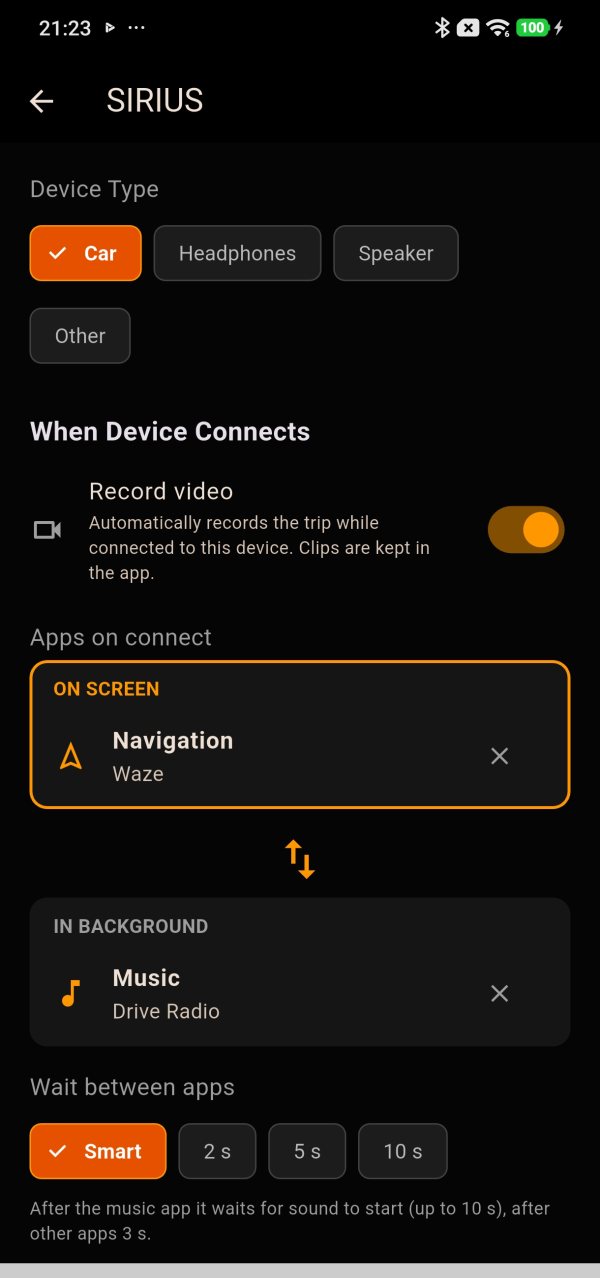 21:23
100
SIRIUS
Device Type
Car
Headphones
Speaker
Other
When Device Connects
Record video
Automatically records the trip while
connected to this device. Clips are kept in
the app.
Apps on connect
ON SCREEN
Navigation
Waze
IN BACKGROUND
Music
Drive Radio
Wait between apps
Smart
2 s
5 s
10 s
After the music app it waits for sound to start (up to 10 s), after
other apps 3 s.